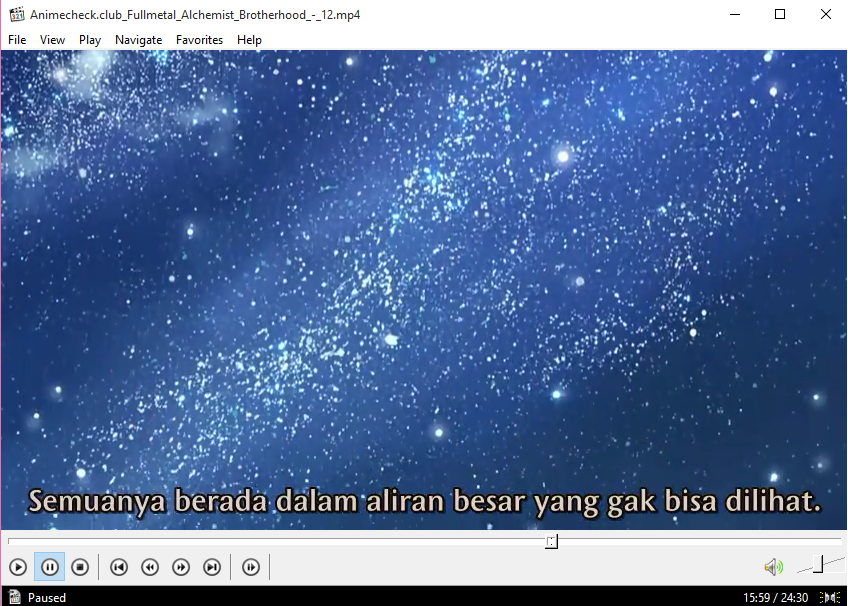 Animecheck.club_Fullmetal_Alchemist_Brotherhood_-_12.mp4
File View Play Navigate Favorites Help
Semuanya berada dalam aliran besar yang gak bisa dilihat.
Paused 15:59 / 24:30